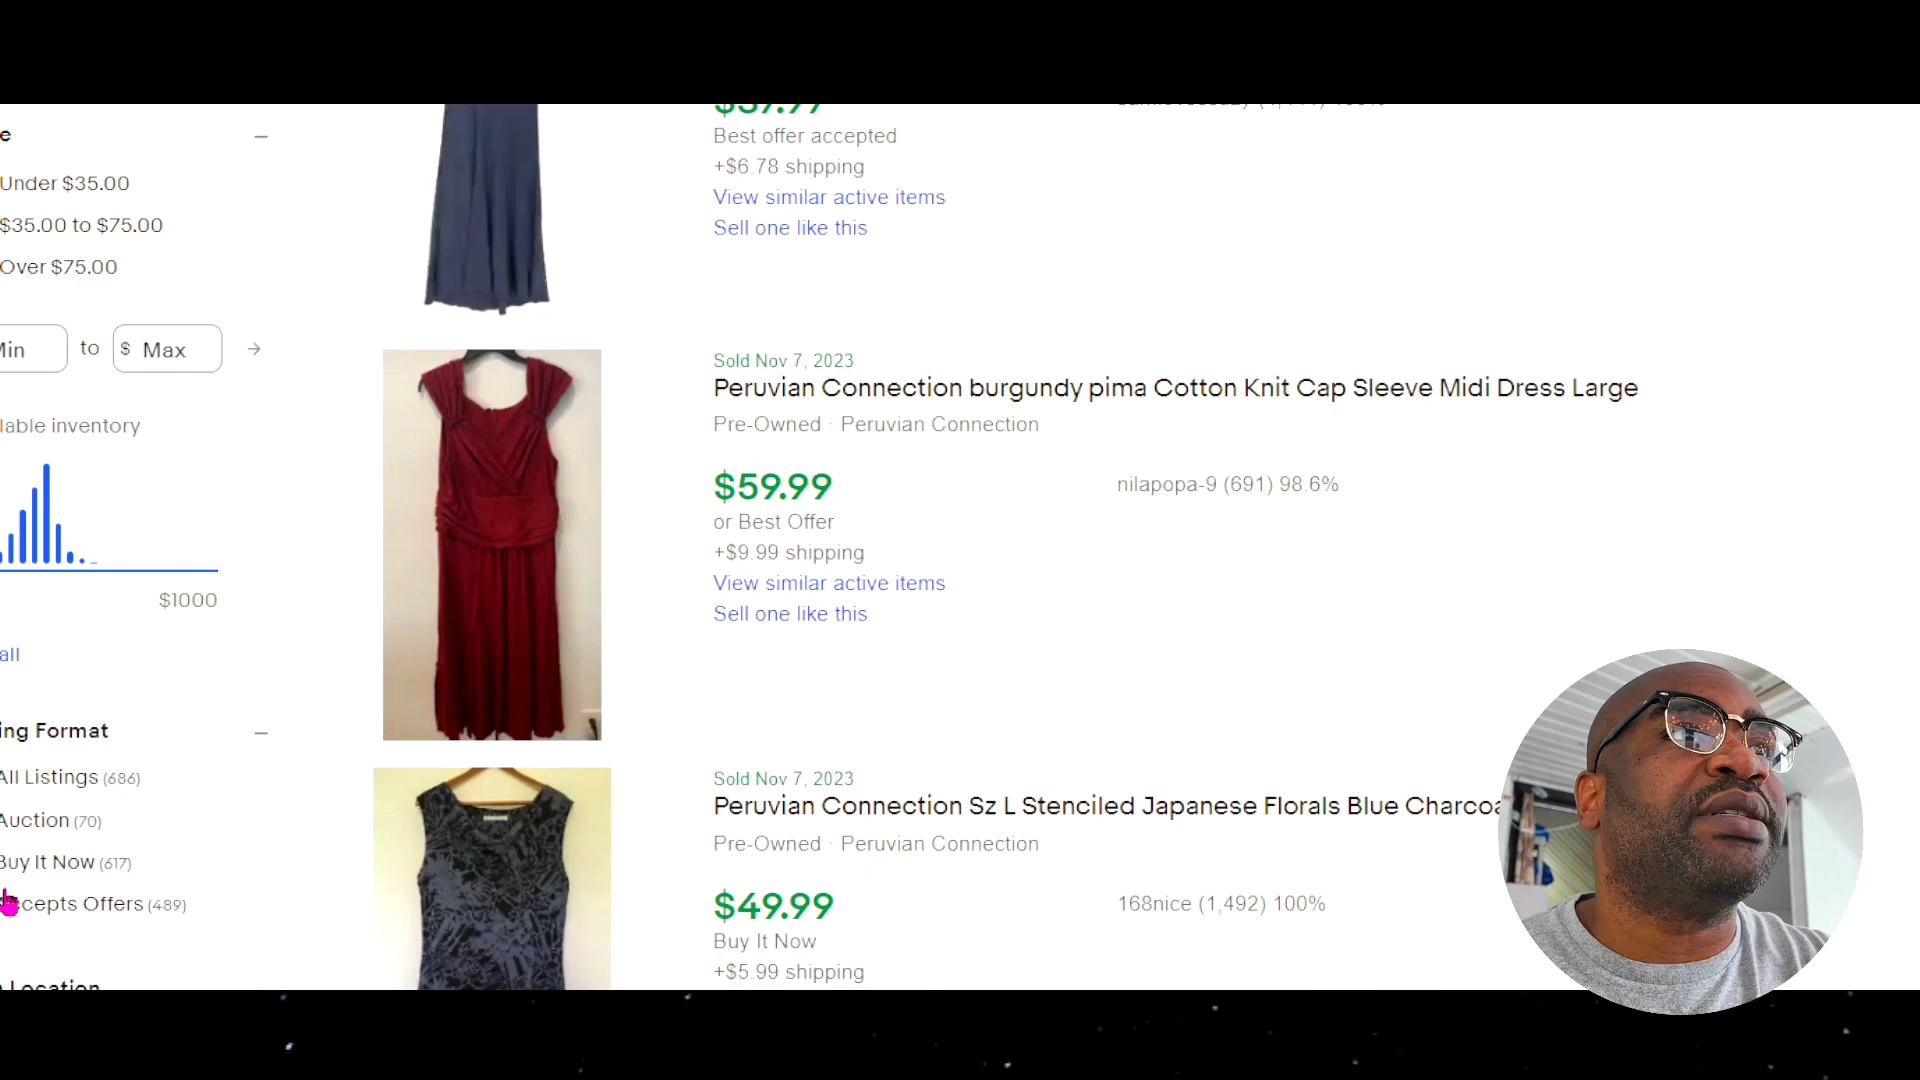 e
Under $35.00
$35.00 to $75.00
Over $75.00
to $ Max
lable inventory
$1000
all
ing Format
All Listings (686)
Auction (70)
Buy It Now (617)
cepts Offers (489)
Location
Best offer accepted
+$6.78 shipping
View similar active items
Sell one like this
Sold Nov 7, 2023
Peruvian Connection burgundy pima Cotton Knit Cap Sleeve Midi Dress Large
Pre-Owned · Peruvian Connection
$59.99 nilapopa-9 (691) 98.6%
or Best Offer
+$9.99 shipping
View similar active items
Sell one like this
Sold Nov 7, 2023
Peruvian Connection Sz L Stenciled Japanese Florals Blue Charcoa
Pre-Owned · Peruvian Connection
$49.99 168nice (1,492) 100%
Buy It Now
+$5.99 shipping